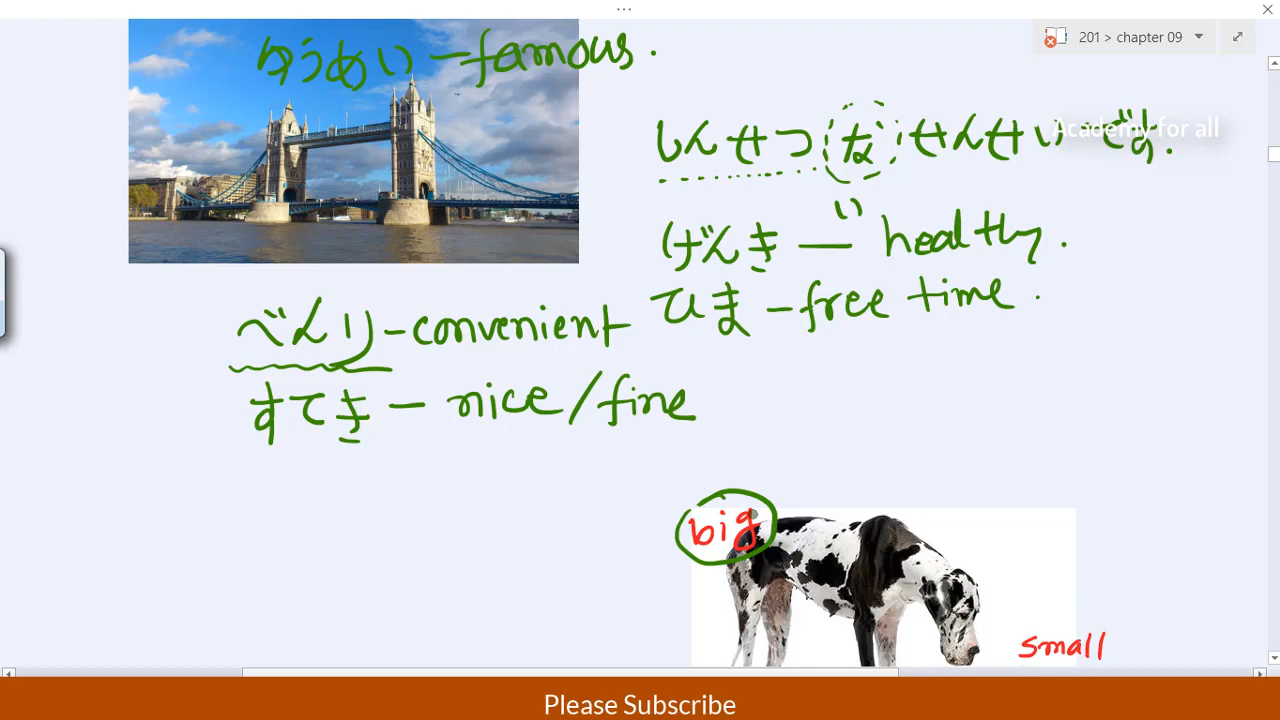 201 > chapter 09
ゆうめい – famous.
Academy for all
しんせつ な せんせい です.
い
げんき — healthy.
ひま – free time.
べんり – convenient
すてき – nice/fine
big
small
Please Subscribe